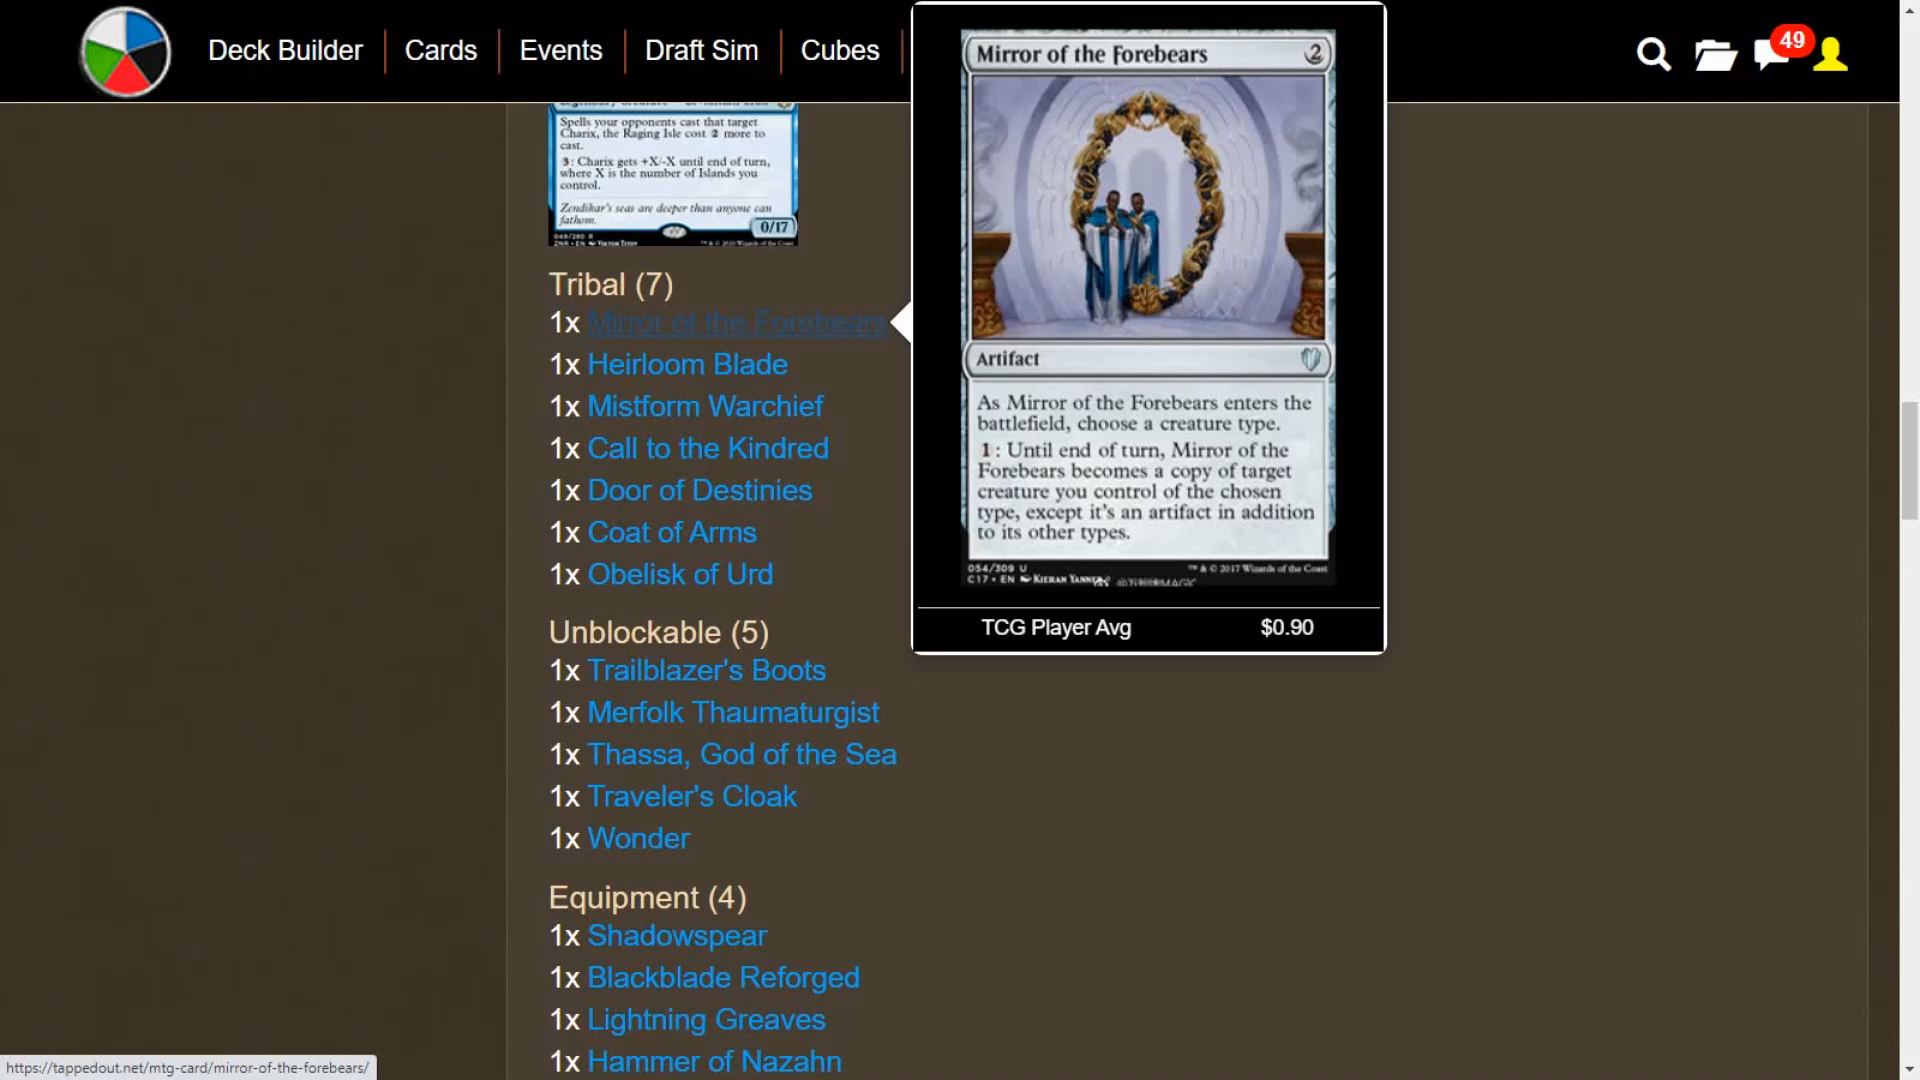 Deck Builder
Cards
Events
Draft Sim
Cubes
49
Spells your opponents cast that target
Charix, the Raging Isle cost 2 more to
cast.
3: Charix gets +X/-X until end of turn,
where X is the number of Islands you
control.
Zendikar's seas are deeper than anyone can
fathom.
0/17
Tribal (7)
1x Mirror of the Forebears
1x Heirloom Blade
1x Mistform Warchief
1x Call to the Kindred
1x Door of Destinies
1x Coat of Arms
1x Obelisk of Urd
Unblockable (5)
1x Trailblazer's Boots
1x Merfolk Thaumaturgist
1x Thassa, God of the Sea
1x Traveler's Cloak
1x Wonder
Equipment (4)
1x Shadowspear
1x Blackblade Reforged
1x Lightning Greaves
1x Hammer of Nazahn
Mirror of the Forebears 2
Artifact
As Mirror of the Forebears enters the
battlefield, choose a creature type.
1: Until end of turn, Mirror of the
Forebears becomes a copy of target
creature you control of the chosen
type, except it's an artifact in addition
to its other types.
054/309 U
™ & © 2017 Wizards of the Coast
C17 • EN Kieran Yanner
TCG Player Avg $0.90
https://tappedout.net/mtg-card/mirror-of-the-forebears/